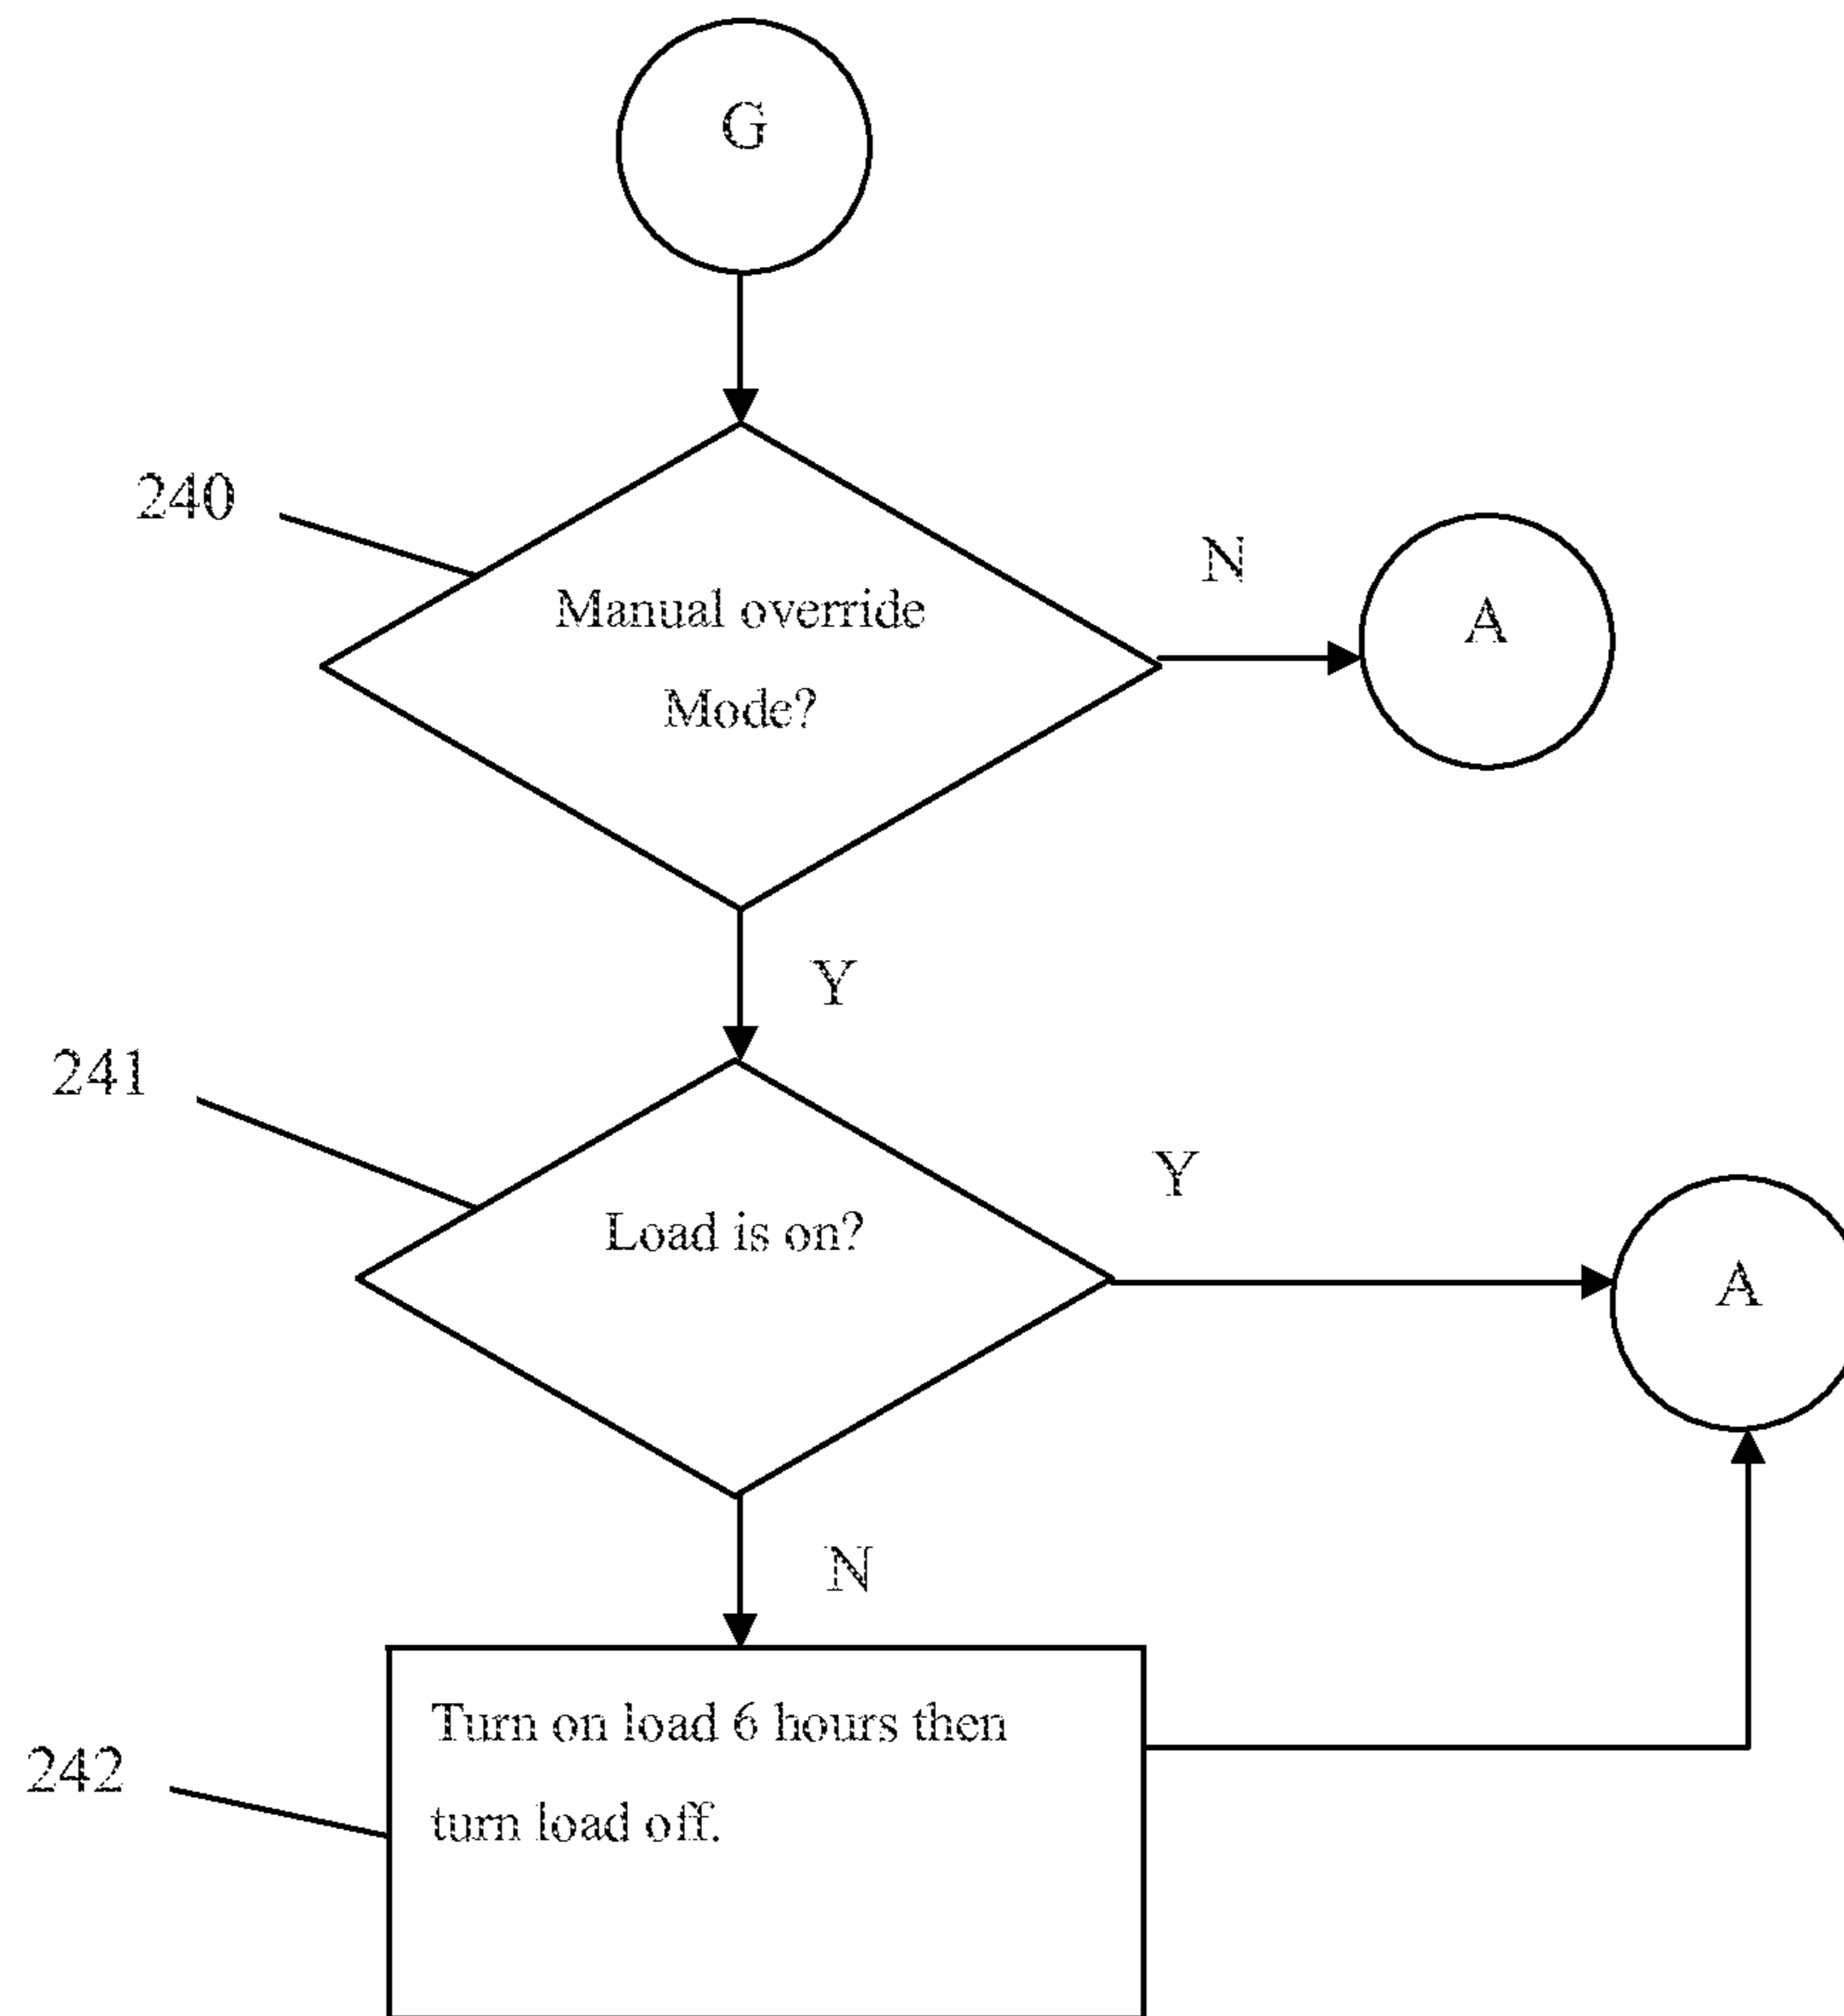 G
240
Manual override
Mode?
N
A
Y
241
Load is on?
Y
A
N
242
Turn on load 6 hours then
turn load off.